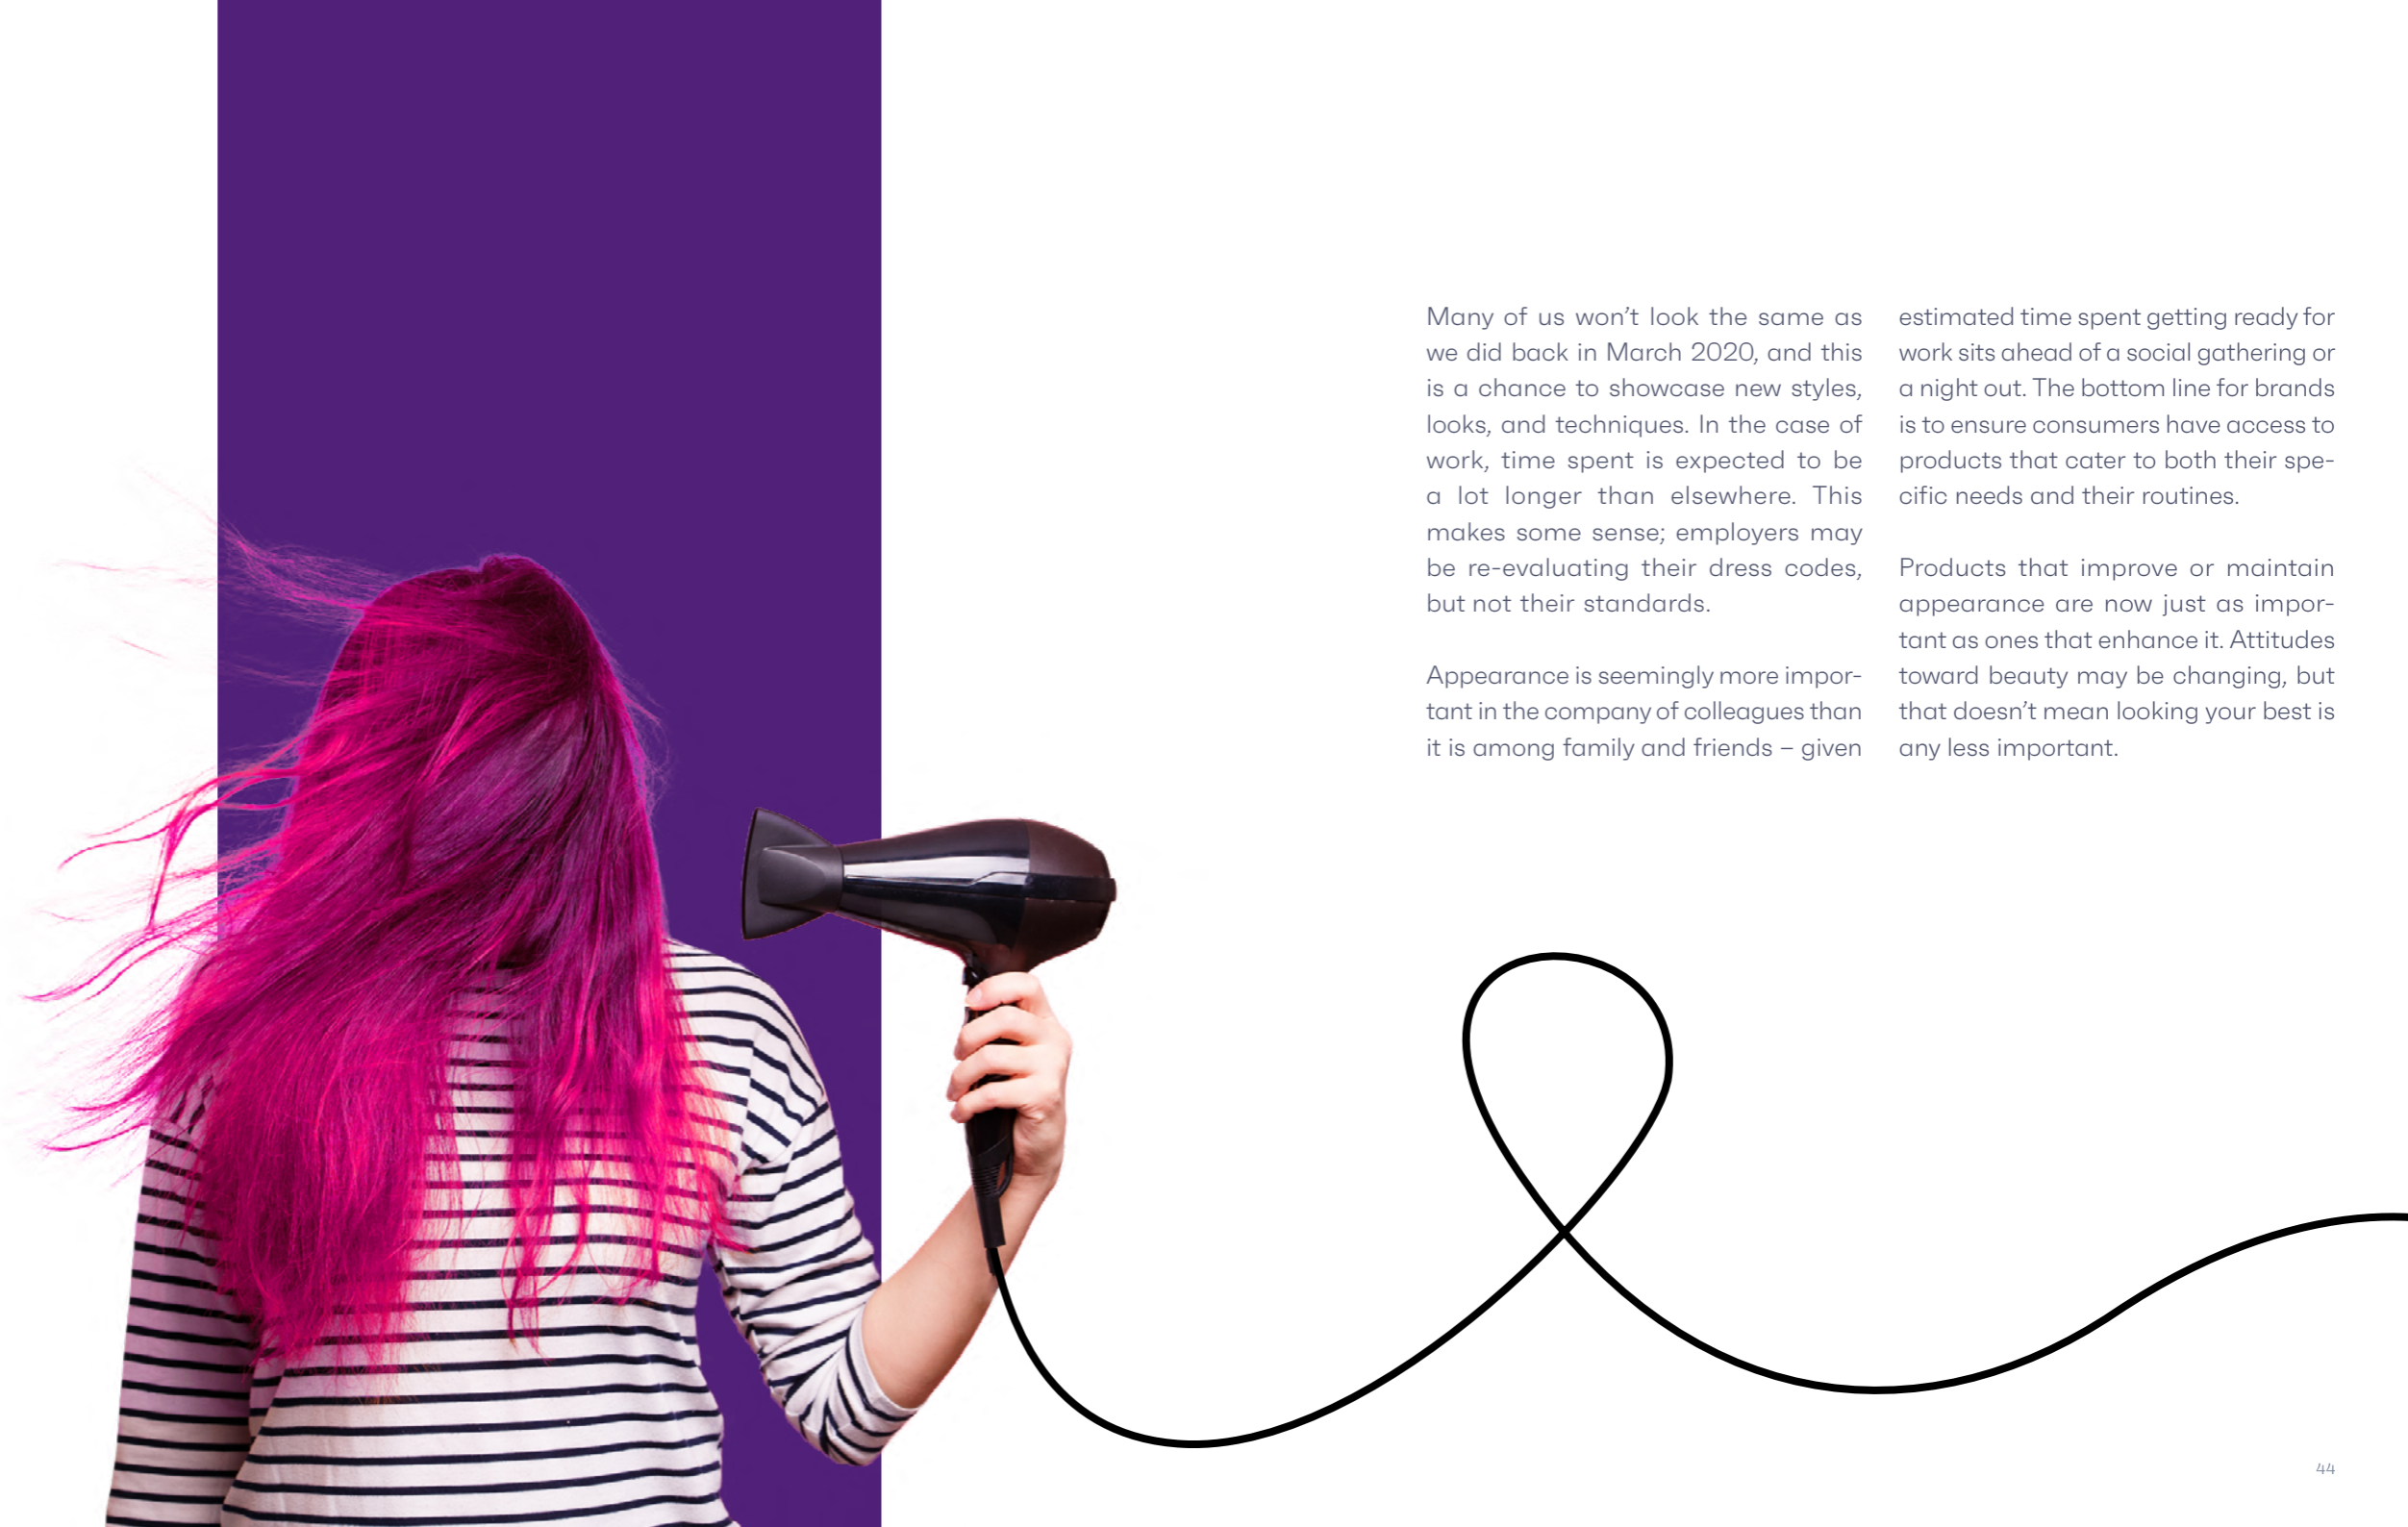 Many of us won't look the same as
we did back in March 2020, and this
is a chance to showcase new styles,
looks, and techniques. In the case of
work, time spent is expected to be
a lot longer than elsewhere. This
makes some sense; employers may
be re-evaluating their dress codes,
but not their standards.
Appearance is seemingly more impor-
tant in the company of colleagues than
it is among family and friends – given
estimated time spent getting ready for
work sits ahead of a social gathering or
a night out. The bottom line for brands
is to ensure consumers have access to
products that cater to both their spe-
cific needs and their routines.
Products that improve or maintain
appearance are now just as impor-
tant as ones that enhance it. Attitudes
toward beauty may be changing, but
that doesn't mean looking your best is
any less important.
44